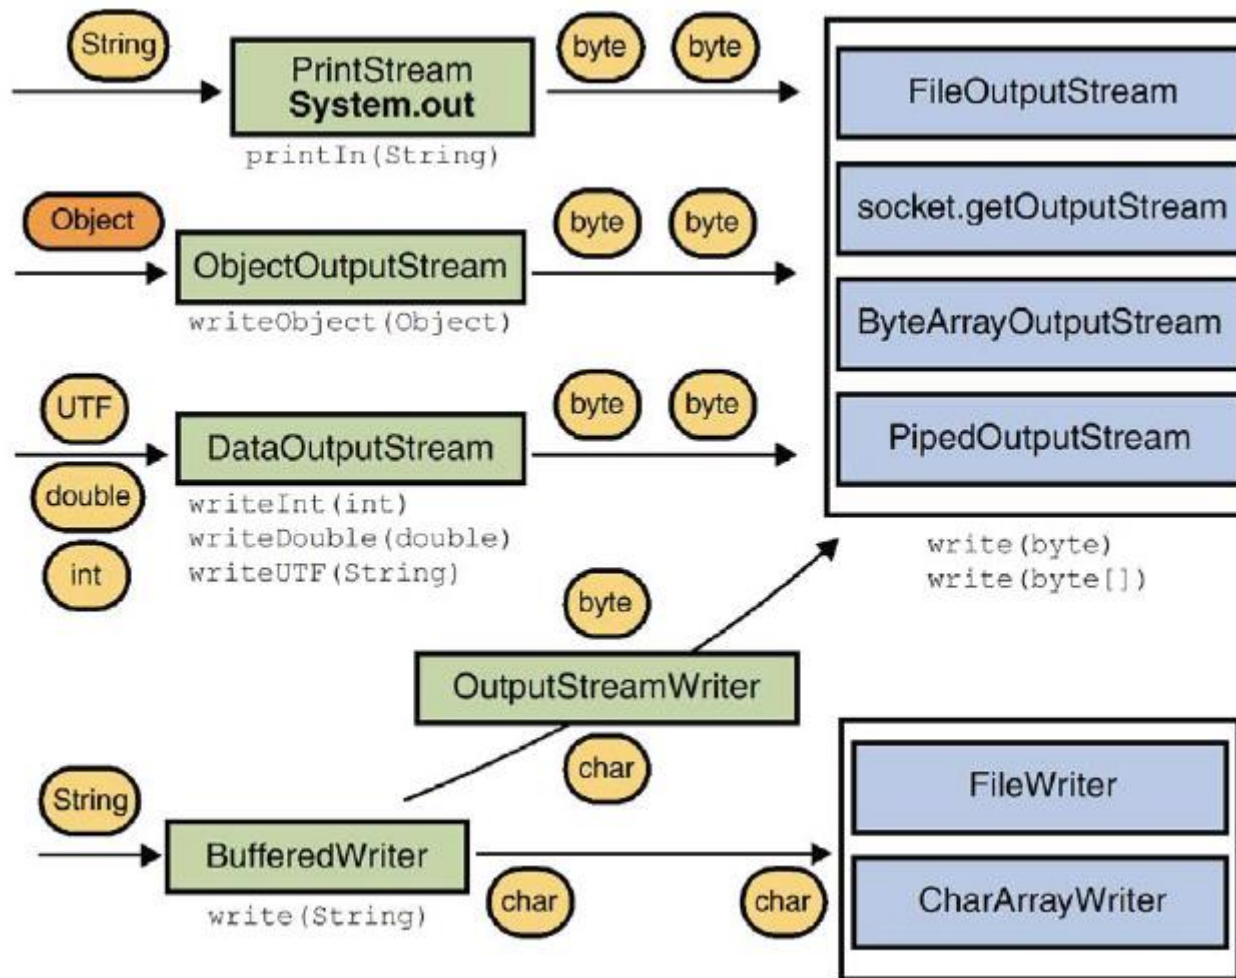 String
PrintStream
System.out
printIn(String)
byte
byte
Object
ObjectOutputStream
writeObject(Object)
byte
byte
UTF
double
int
DataOutputStream
writeInt(int)
writeDouble(double)
writeUTF(String)
byte
byte
FileOutputStream
socket.getOutputStream
ByteArrayOutputStream
PipedOutputStream
write(byte)
write(byte[])
byte
OutputStreamWriter
char
String
BufferedWriter
write(String)
char
char
FileWriter
CharArrayWriter